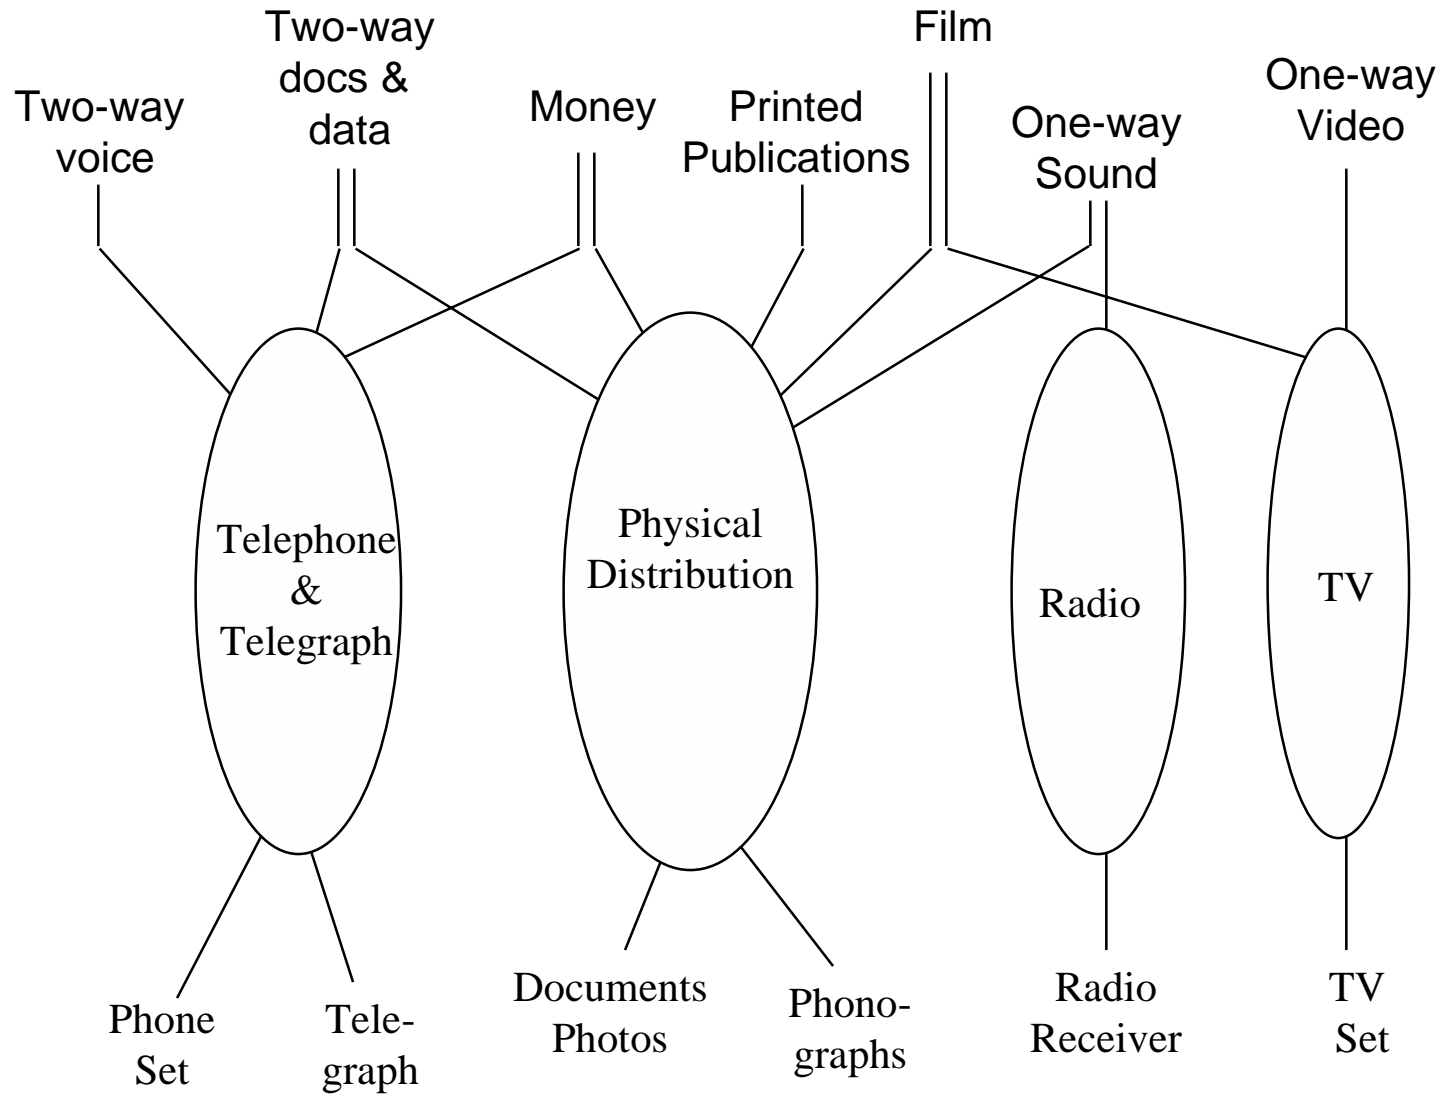 Two-way
voice
Two-way
docs &
data
Money
Printed
Publications
Film
One-way
Sound
One-way
Video
Telephone
&
Telegraph
Physical
Distribution
Radio
TV
Phone
Set
Tele-
graph
Documents
Photos
Phono-
graphs
Radio
Receiver
TV
Set